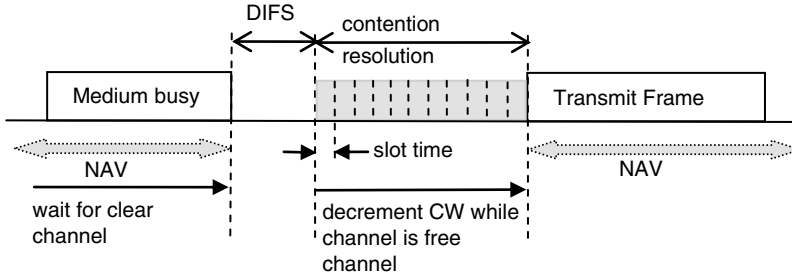 DIFS
contention
resolution
Medium busy
Transmit Frame
slot time
NAV
NAV
wait for clear
channel
decrement CW while
channel is free
channel